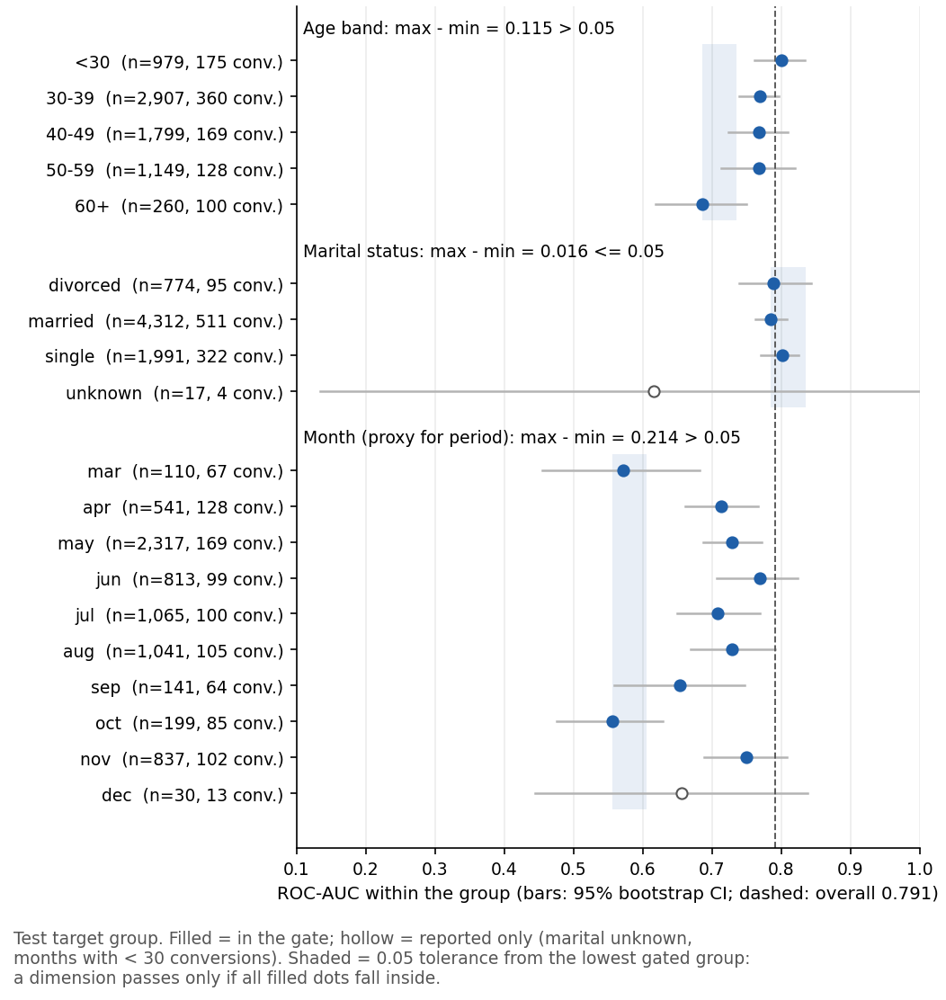 Age band: max - min = 0.115 > 0.05
<30  (n=979, 175 conv.)
30-39  (n=2,907, 360 conv.)
40-49  (n=1,799, 169 conv.)
50-59  (n=1,149, 128 conv.)
60+  (n=260, 100 conv.)
Marital status: max - min = 0.016 <= 0.05
divorced  (n=774, 95 conv.)
married  (n=4,312, 511 conv.)
single  (n=1,991, 322 conv.)
unknown  (n=17, 4 conv.)
Month (proxy for period): max - min = 0.214 > 0.05
mar  (n=110, 67 conv.)
apr  (n=541, 128 conv.)
may  (n=2,317, 169 conv.)
jun  (n=813, 99 conv.)
jul  (n=1,065, 100 conv.)
aug  (n=1,041, 105 conv.)
sep  (n=141, 64 conv.)
oct  (n=199, 85 conv.)
nov  (n=837, 102 conv.)
dec  (n=30, 13 conv.)
0.1 0.2 0.3 0.4 0.5 0.6 0.7 0.8 0.9 1.0
ROC-AUC within the group (bars: 95% bootstrap CI; dashed: overall 0.791)
Test target group. Filled = in the gate; hollow = reported only (marital unknown,
months with < 30 conversions). Shaded = 0.05 tolerance from the lowest gated group:
a dimension passes only if all filled dots fall inside.